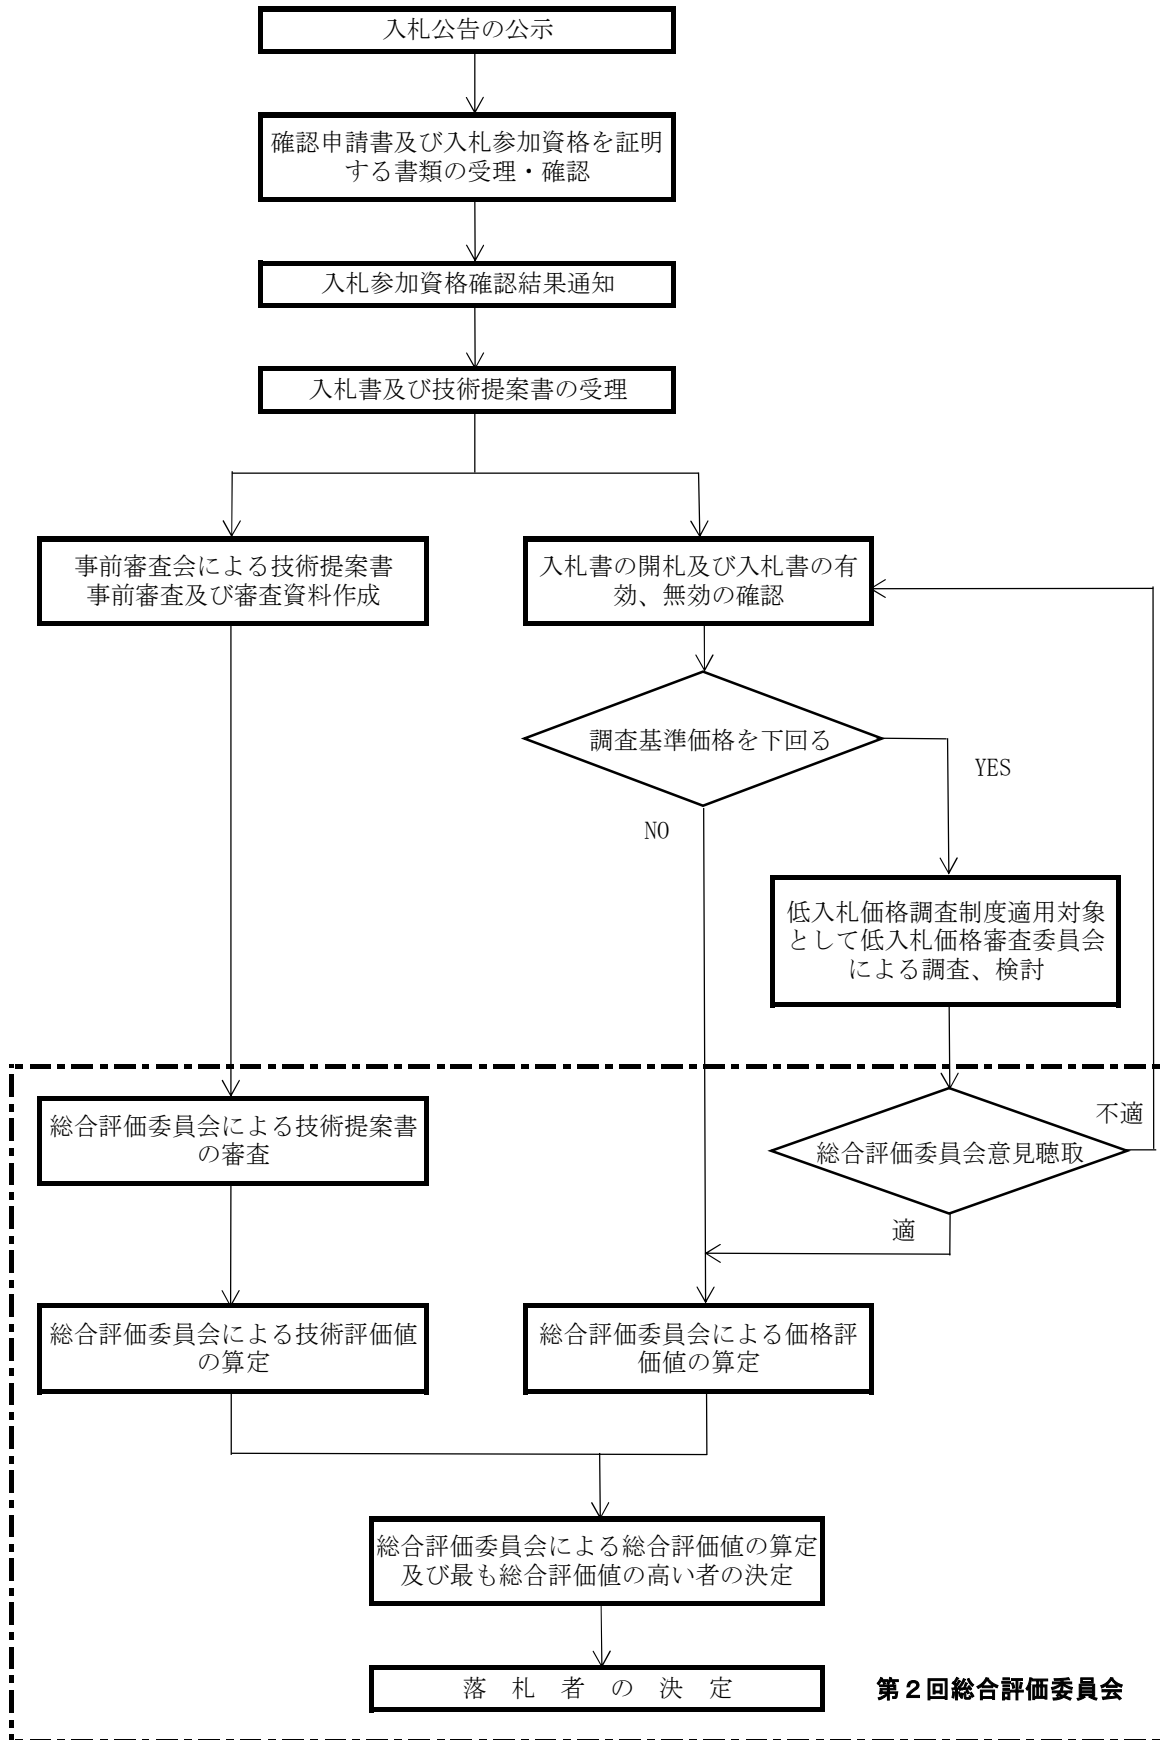 入札公告の公示
確認申請書及び入札参加資格を証明
する書類の受理・確認
入札参加資格確認結果通知
入札書及び技術提案書の受理
事前審査会による技術提案書
事前審査及び審査資料作成
入札書の開札及び入札書の有
効、無効の確認
調査基準価格を下回る
YES
NO
低入札価格調査制度適用対象
として低入札価格審査委員会
による調査、検討
総合評価委員会による技術提案書
の審査
不適
総合評価委員会意見聴取
適
総合評価委員会による技術評価値
の算定
総合評価委員会による価格評
価値の算定
総合評価委員会による総合評価値の算定
及び最も総合評価値の高い者の決定
落　札　者　の　決　定
第２回総合評価委員会